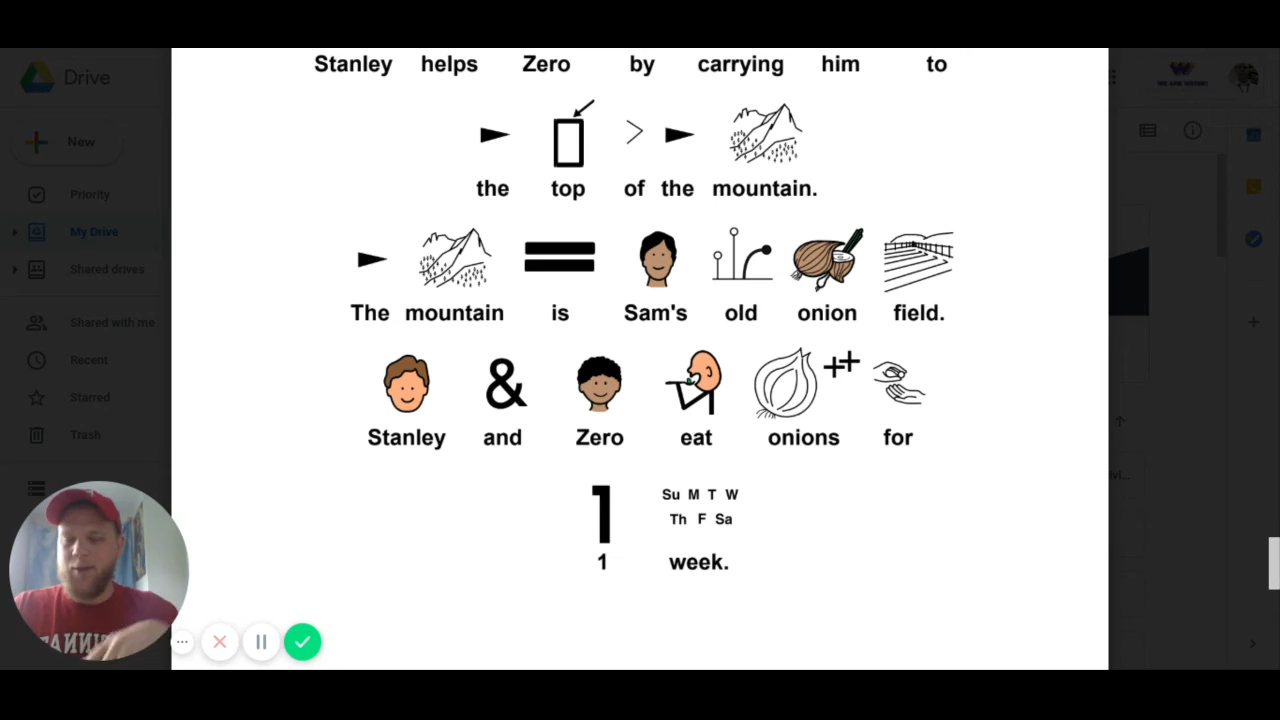 Stanley helps Zero by carrying him to
the top of the mountain.
The mountain is Sam's old onion field.
&
Stanley and Zero eat onions for
1
Su M T W
Th F Sa
1 week.
Drive
New
Priority
My Drive
Shared drives
Shared with me
Recent
Starred
Trash